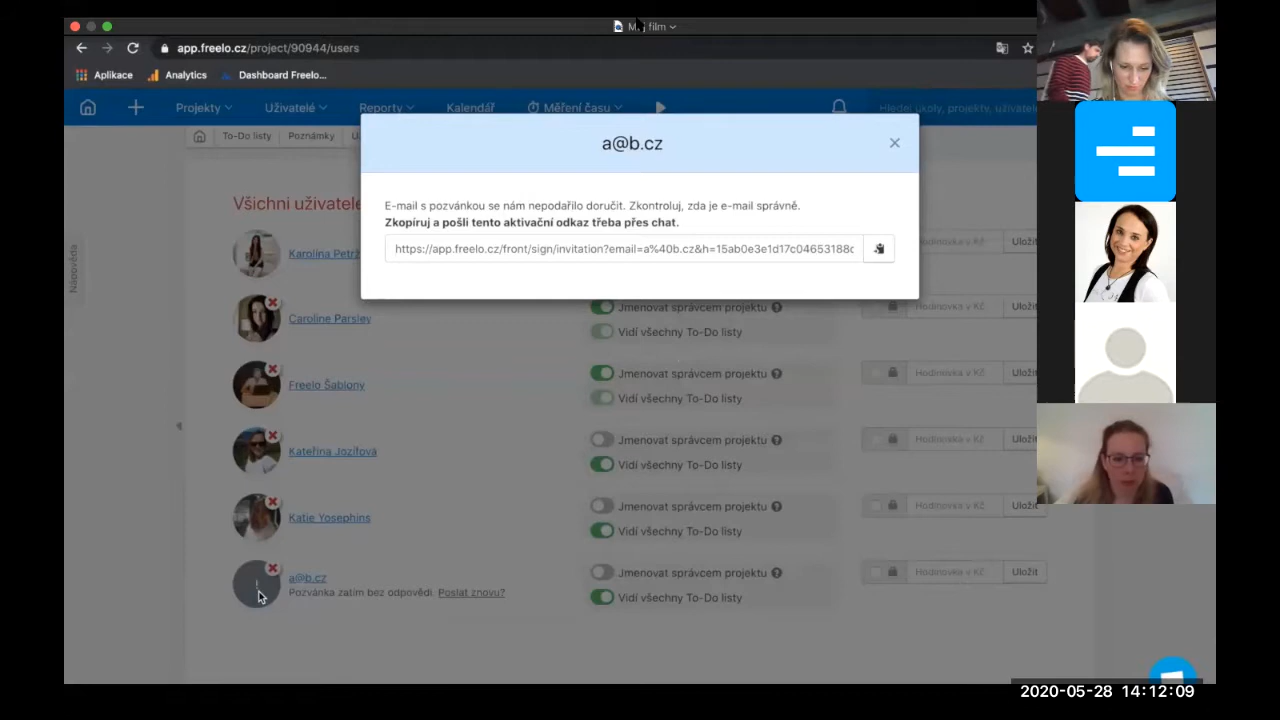 Můj film
app.freelo.cz/project/90944/users
Aplikace Analytics Dashboard Freelo...
Projekty Uživatelé Reporty Kalendář Měření času Hledej úkoly, projekty, uživatele
To-Do listy Poznámky
a@b.cz
Všichni uživatelé
E-mail s pozvánkou se nám nepodařilo doručit. Zkontroluj, zda je e-mail správně.
Zkopíruj a pošli tento aktivační odkaz třeba přes chat.
https://app.freelo.cz/front/sign/invitation?email=a%40b.cz&h=15ab0e3e1d17c04653188c
Nápověda
Karolína Hodinovka v Kč Uložit
Caroline Parsley Jmenovat správcem projektu Hodinovka v Kč Uložit
Vidí všechny To-Do listy
Freelo Šablony Jmenovat správcem projektu Hodinovka v Kč Uložit
Vidí všechny To-Do listy
Kateřina Jozífová Jmenovat správcem projektu Hodinovka v Kč Uložit
Vidí všechny To-Do listy
Katie Yosephins Jmenovat správcem projektu Hodinovka v Kč Uložit
Vidí všechny To-Do listy
a@b.cz Jmenovat správcem projektu Hodinovka v Kč Uložit
Pozvánka zatím bez odpovědi. Poslat znovu? Vidí všechny To-Do listy
2020-05-28 14:12:09